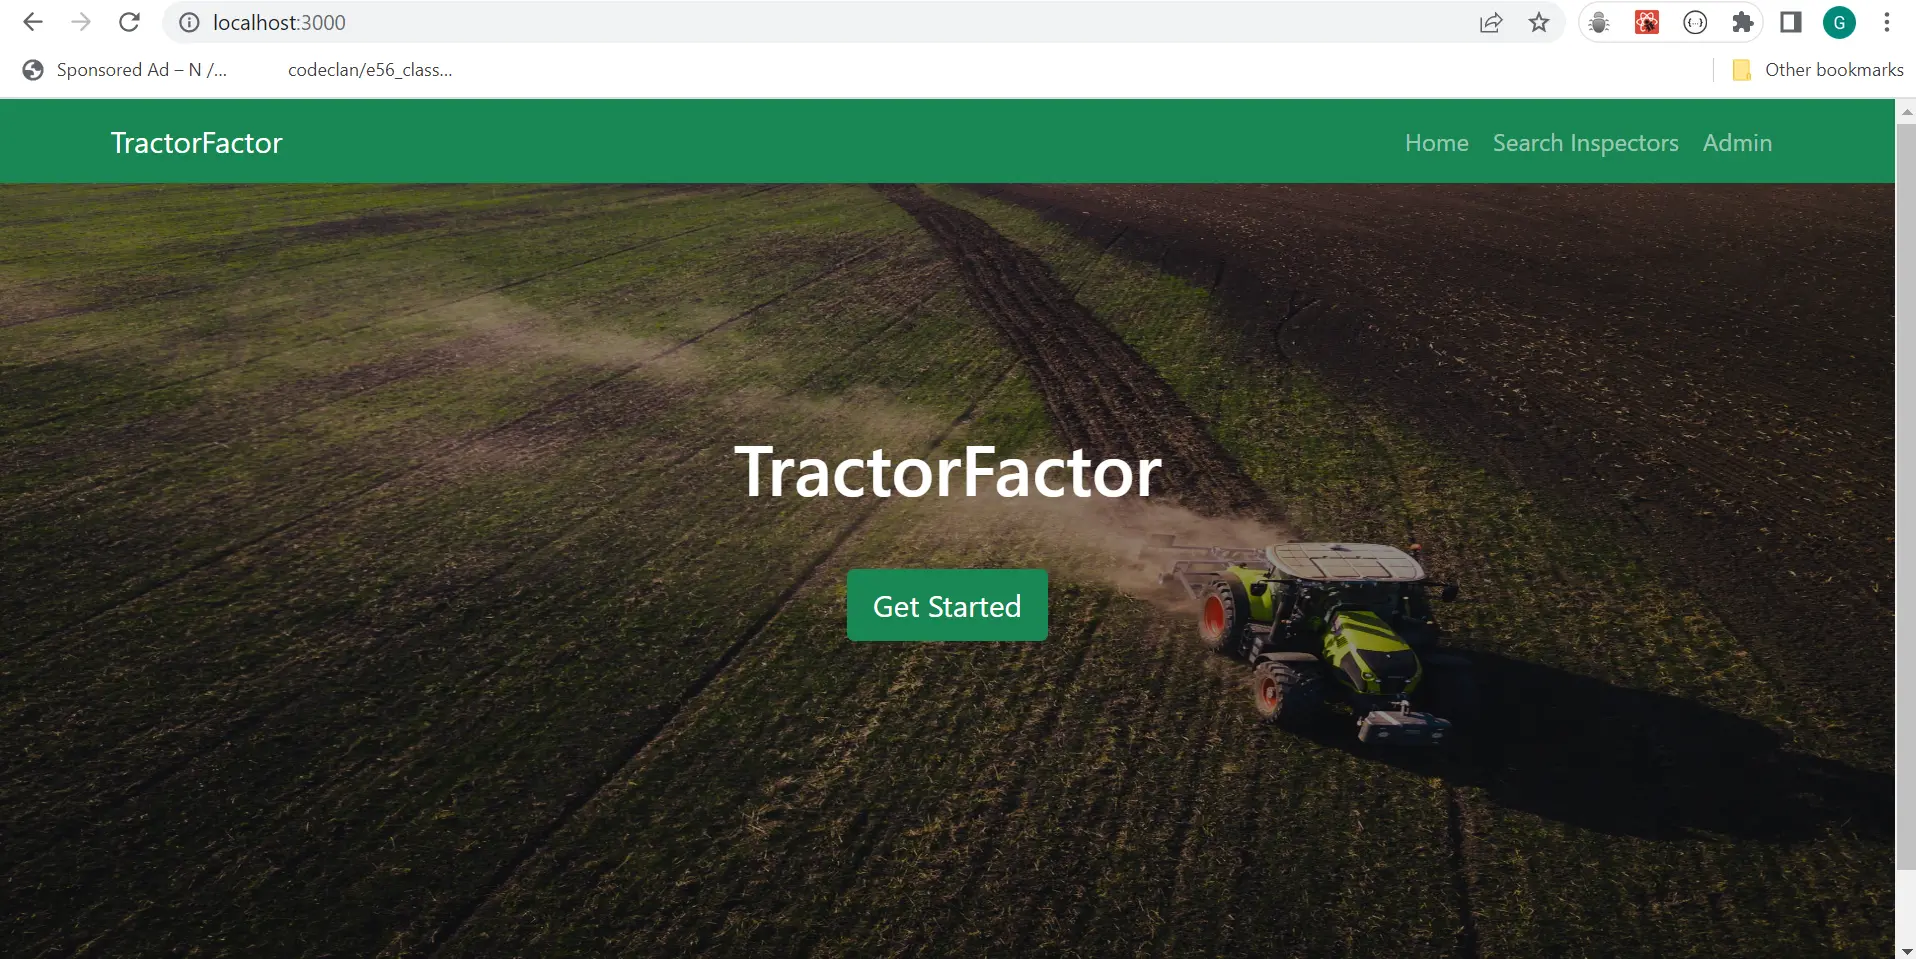 localhost:3000
G
Sponsored Ad – N /...
codeclan/e56_class...
Other bookmarks
TractorFactor
Home
Search Inspectors
Admin
TractorFactor
Get Started